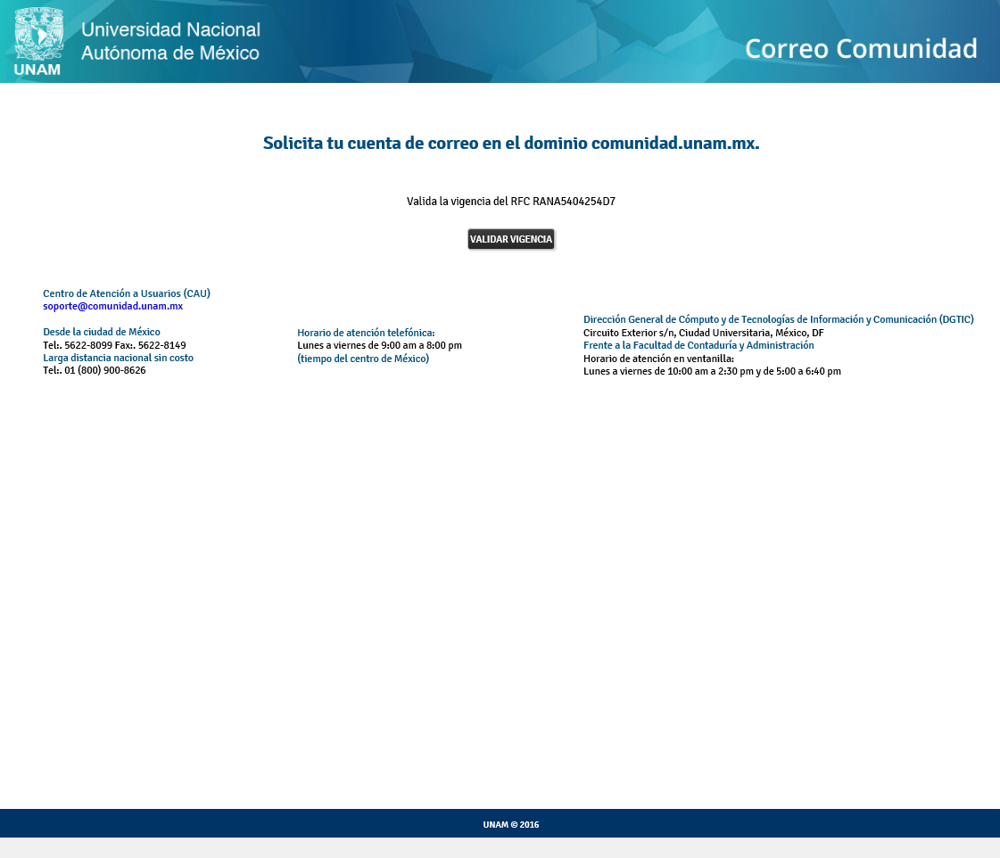 Universidad Nacional
Autónoma de México
UNAM
Correo Comunidad
Solicita tu cuenta de correo en el dominio comunidad.unam.mx.
Valida la vigencia del RFC RANA5404254D7
VALIDAR VIGENCIA
Centro de Atención a Usuarios (CAU)
soporte@comunidad.unam.mx
Desde la ciudad de México
Tel:. 5622-8099 Fax:. 5622-8149
Larga distancia nacional sin costo
Tel:. 01 (800) 900-8626
Horario de atención telefónica:
Lunes a viernes de 9:00 am a 8:00 pm
(tiempo del centro de México)
Dirección General de Cómputo y de Tecnologías de Información y Comunicación (DGTIC)
Circuito Exterior s/n, Ciudad Universitaria, México, DF
Frente a la Facultad de Contaduría y Administración
Horario de atención en ventanilla:
Lunes a viernes de 10:00 am a 2:30 pm y de 5:00 a 6:40 pm
UNAM © 2016